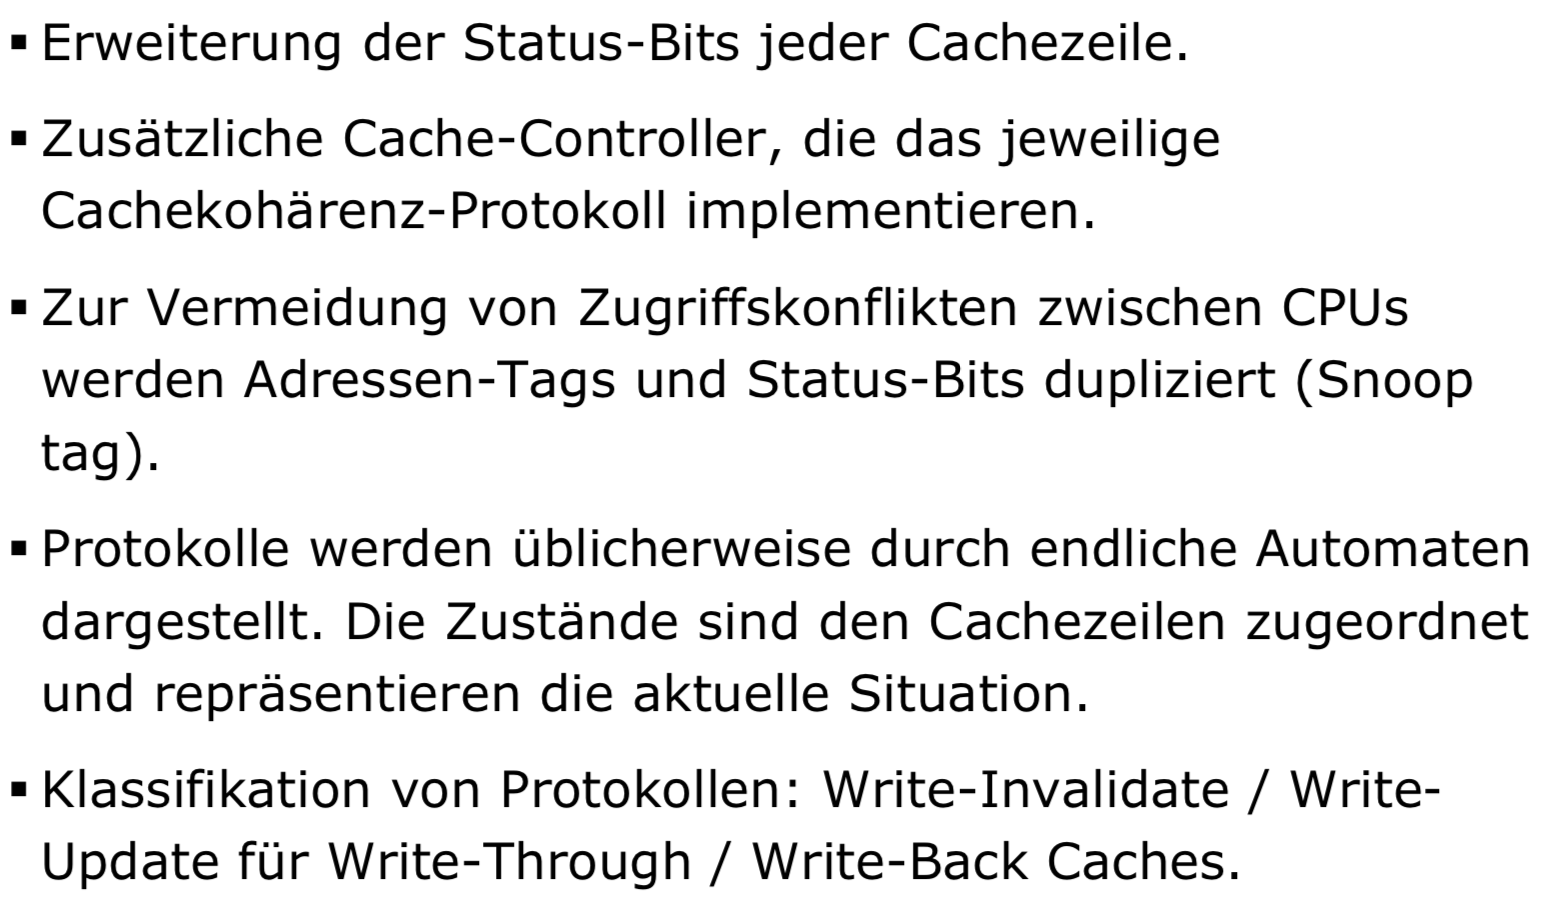 ▪ Erweiterung der Status-Bits jeder Cachezeile.
▪ Zusätzliche Cache-Controller, die das jeweilige
Cachekohärenz-Protokoll implementieren.
▪ Zur Vermeidung von Zugriffskonflikten zwischen CPUs
werden Adressen-Tags und Status-Bits dupliziert (Snoop
tag).
▪ Protokolle werden üblicherweise durch endliche Automaten
dargestellt. Die Zustände sind den Cachezeilen zugeordnet
und repräsentieren die aktuelle Situation.
▪ Klassifikation von Protokollen: Write-Invalidate / Write-
Update für Write-Through / Write-Back Caches.